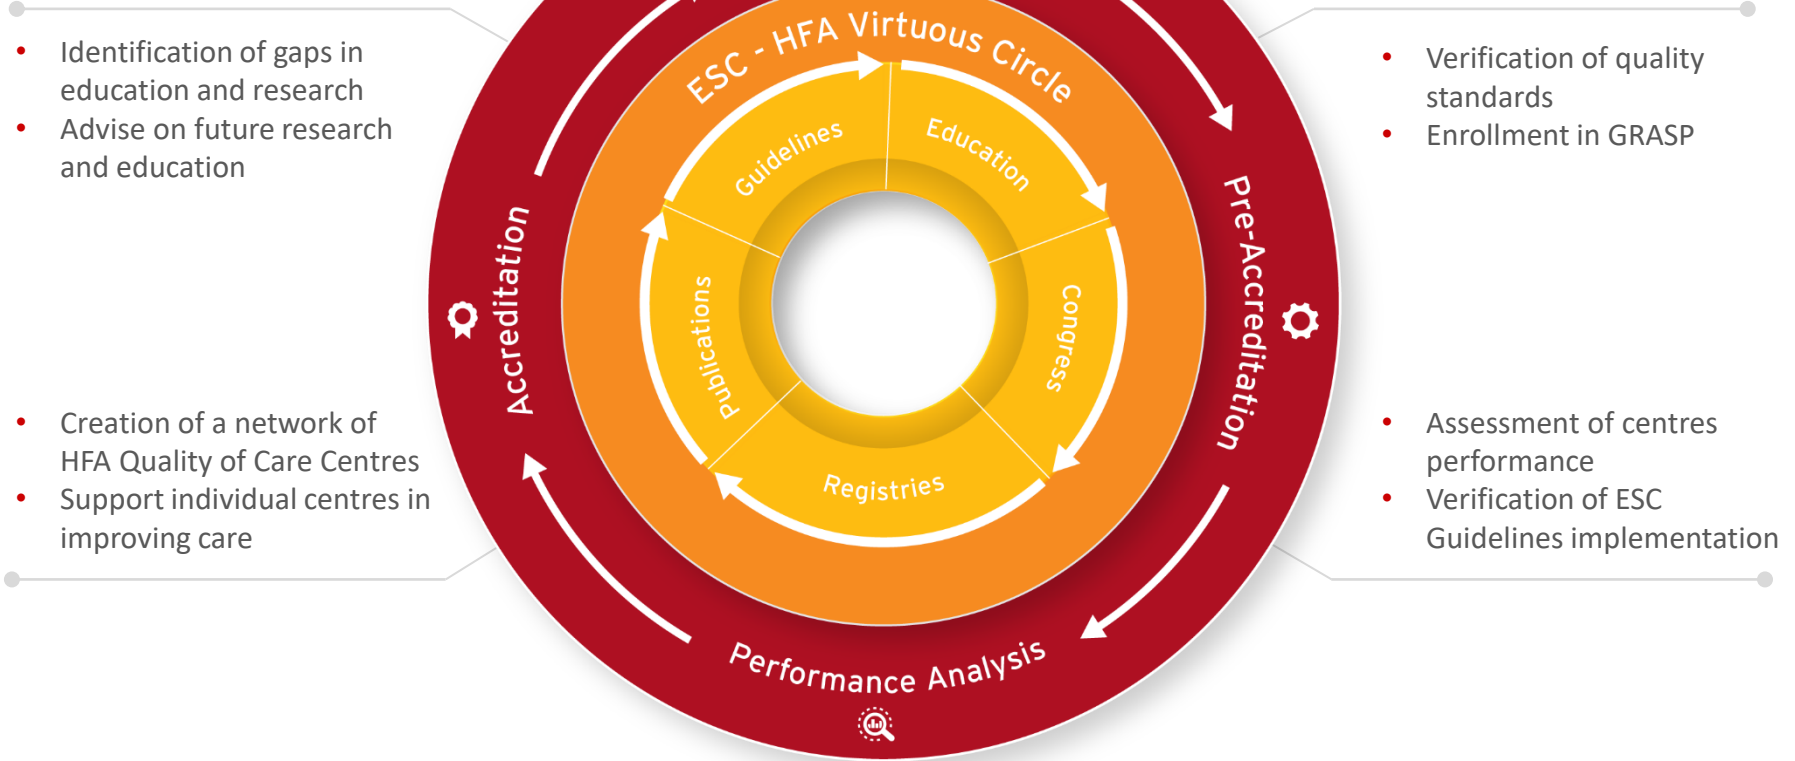 Identification of gaps in
education and research
Advise on future research
and education
Verification of quality
standards
Enrollment in GRASP
ESC - HFA Virtuous Circle
Guidelines
Education
Congress
Registries
Publications
Accreditation
Pre-Accreditation
Performance Analysis
Creation of a network of
HFA Quality of Care Centres
Support individual centres in
improving care
Assessment of centres
performance
Verification of ESC
Guidelines implementation